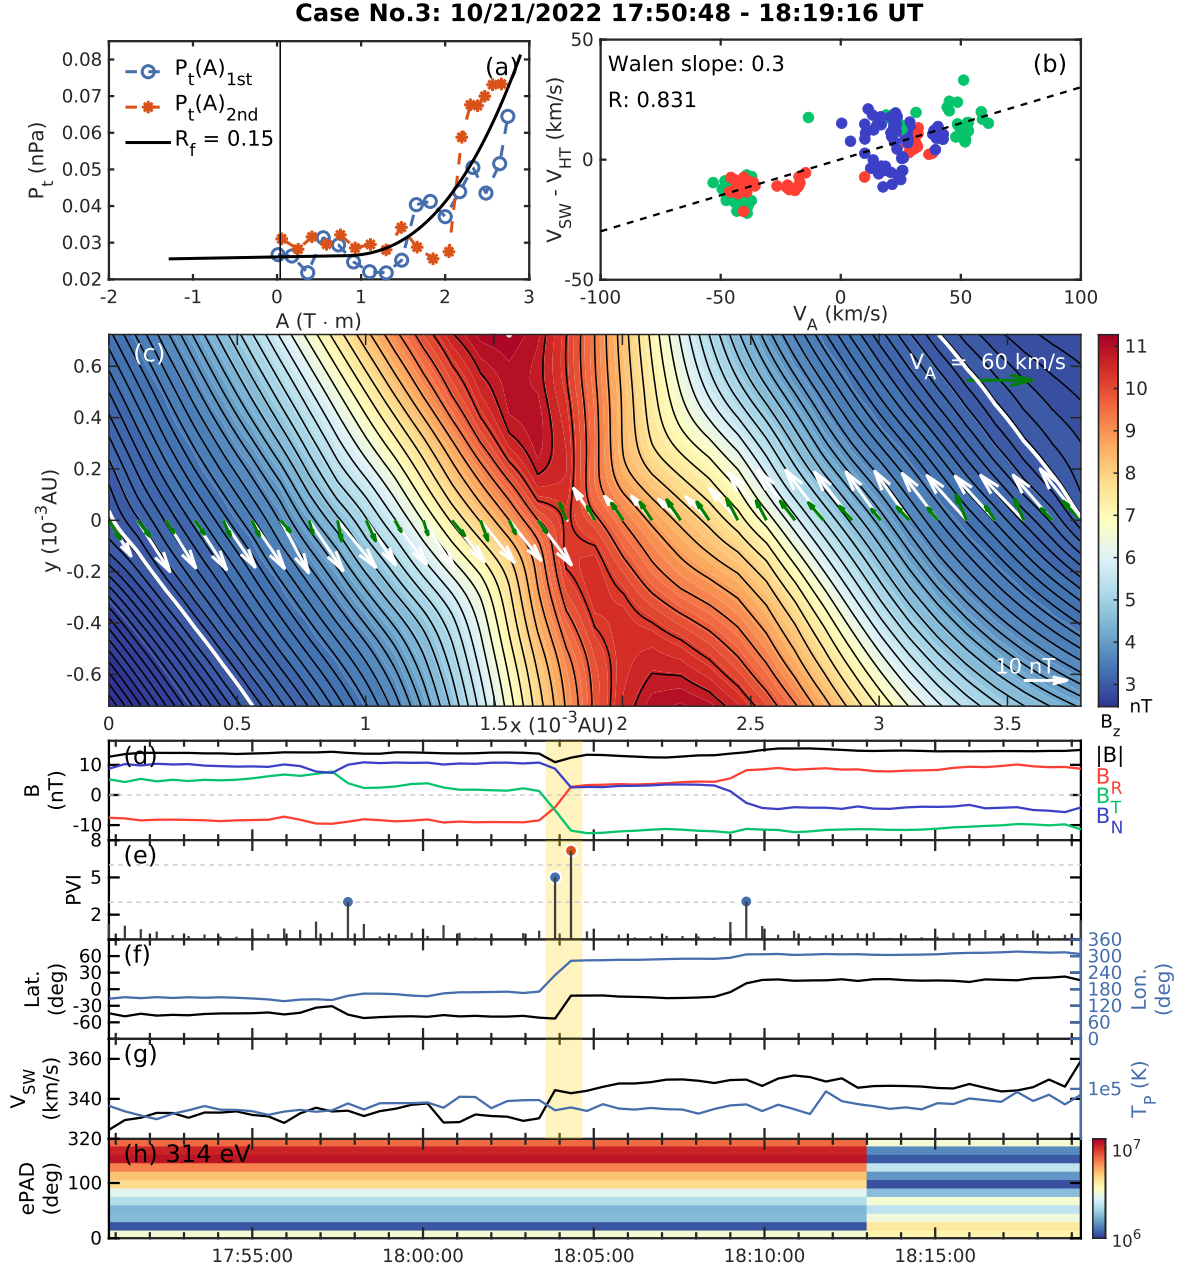 Case No.3: 10/21/2022 17:50:48 - 18:19:16 UT
(a)
P_t(A)_1st
P_t(A)_2nd
R_f = 0.15
P_t (nPa)
0.08
0.07
0.06
0.05
0.04
0.03
0.02
-2 -1 0 1 2 3
A (T · m)
(b)
Walen slope: 0.3
R: 0.831
V_SW - V_HT (km/s)
50
0
-50
-100 -50 0 50 100
V_A (km/s)
(c)
V_A = 60 km/s
10 nT
y (10^-3 AU)
0.6
0.4
0.2
0
-0.2
-0.4
-0.6
0 0.5 1 1.5 2 2.5 3 3.5
x (10^-3 AU)
11
10
9
8
7
6
5
4
3
nT
B_z
(d)
B
(nT)
10
0
-10
|B|
B_R
B_T
B_N
(e)
PVI
8
5
2
(f)
Lat.
(deg)
60
30
0
-30
-60
360
300
240
180
120
60
0
Lon.
(deg)
(g)
V_SW
(km/s)
360
340
320
1e5
T_P (K)
(h) 314 eV
ePAD
(deg)
100
0
10^7
10^6
17:55:00 18:00:00 18:05:00 18:10:00 18:15:00